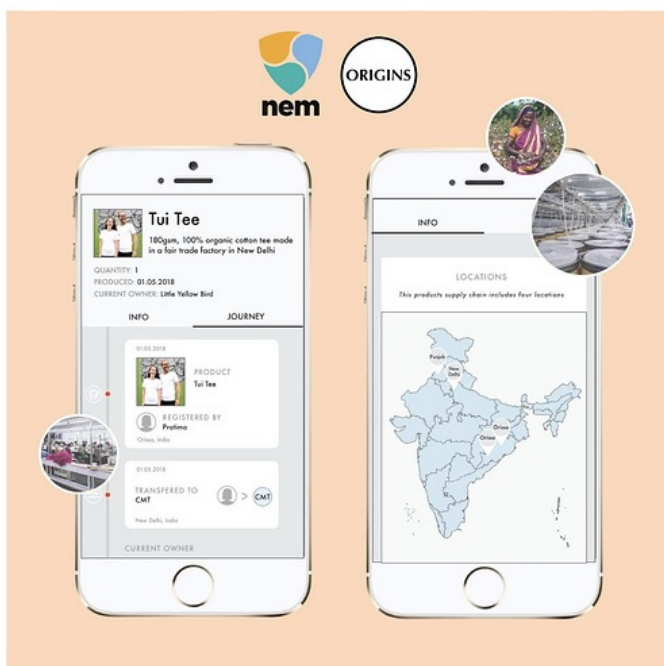 nem
ORIGINS
Tui Tee
180gsm, 100% organic cotton tee made
in a fair trade factory in New Delhi
QUANTITY: 1
PRODUCED: 01.05.2018
CURRENT OWNER: Little Yellow Bird
INFO
JOURNEY
01.05.2018
PRODUCT
Tui Tee
REGISTERED BY
Pratima
Orissa, India
01.05.2018
TRANSFERED TO
CMT
CMT
New Delhi, India
CURRENT OWNER
INFO
LOCATIONS
This products supply chain includes four locations
Punjab
New
Delhi
Orissa
Orissa